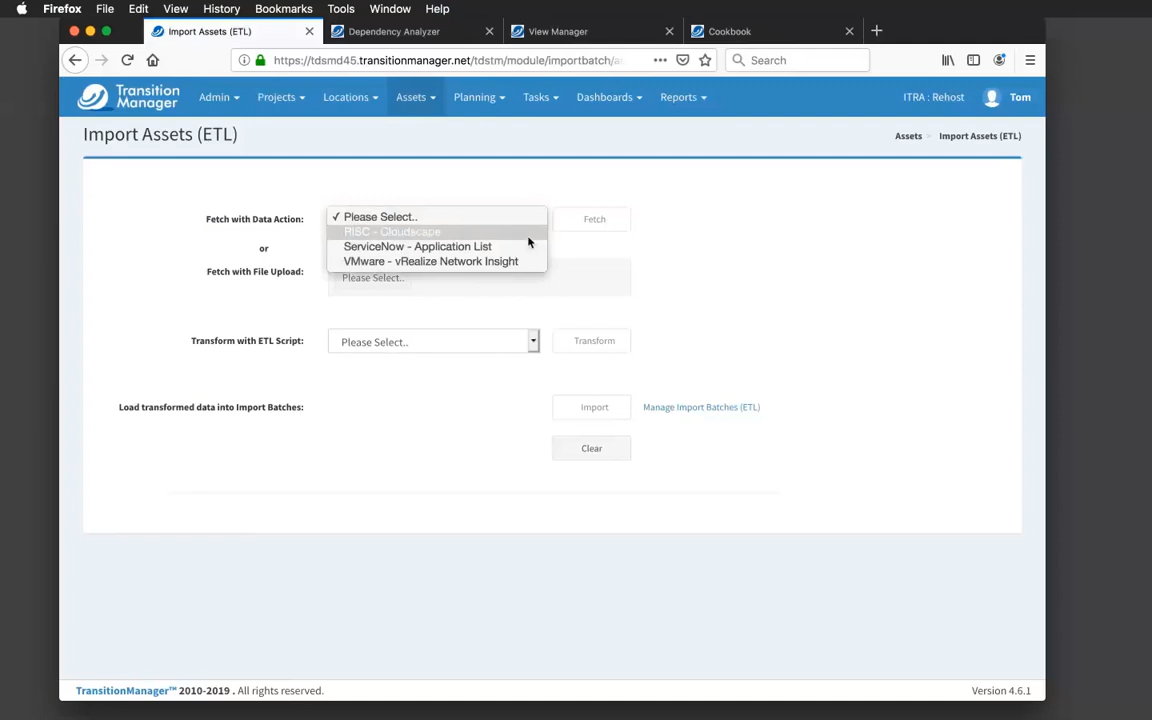 Firefox File Edit View History Bookmarks Tools Window Help
Import Assets (ETL) Dependency Analyzer View Manager Cookbook
https://tdsmd45.transitionmanager.net/tdstm/module/importbatch/a Search
Transition Manager Admin Projects Locations Assets Planning Tasks Dashboards Reports ITRA : Rehost Tom
Import Assets (ETL) Assets > Import Assets (ETL)
Fetch with Data Action: ✓ Please Select.. Fetch
RISC - Cloudscape
or ServiceNow - Application List
VMware - vRealize Network Insight
Fetch with File Upload: Please Select..
Transform with ETL Script: Please Select.. Transform
Load transformed data into Import Batches: Import Manage Import Batches (ETL)
Clear
TransitionManager™ 2010-2019 . All rights reserved. Version 4.6.1